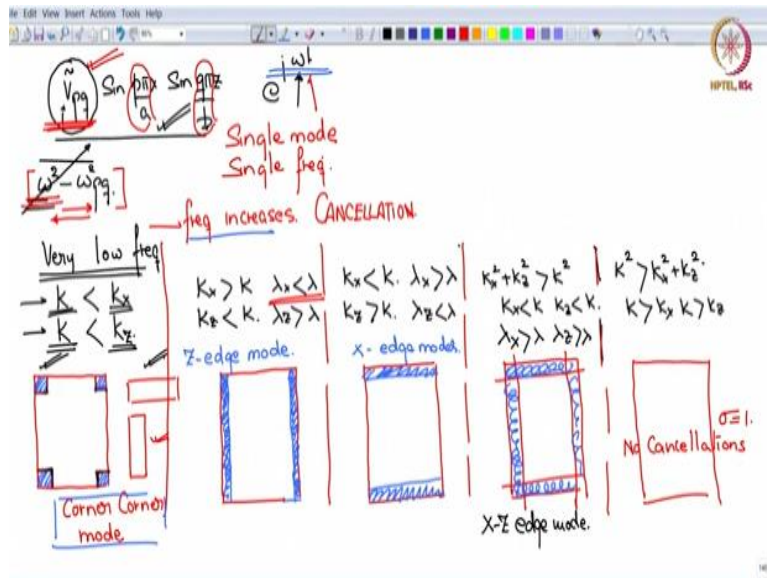 File Edit View Insert Actions Tools Help
Ṽpq Sin pπx/a Sin qπz/b e^jωt
[ω² - ω²pq.]
Single mode
Single freq.
→ freq increases. CANCELLATION
Very low freq
→ k < kx
→ k < kz.
Corner Corner
mode
kx > k λx < λ
kz < k. λz > λ
Z-edge mode.
kx < k. λx > λ
kz > k. λz < λ
X- edge modes.
kx² + kz² > k²
kx < k kz < k.
λx > λ λz > λ
X-Z edge mode.
k² > kx² + kz².
k > kx k > kz
No Cancellations
σ = 1.
NPTEL, IISc